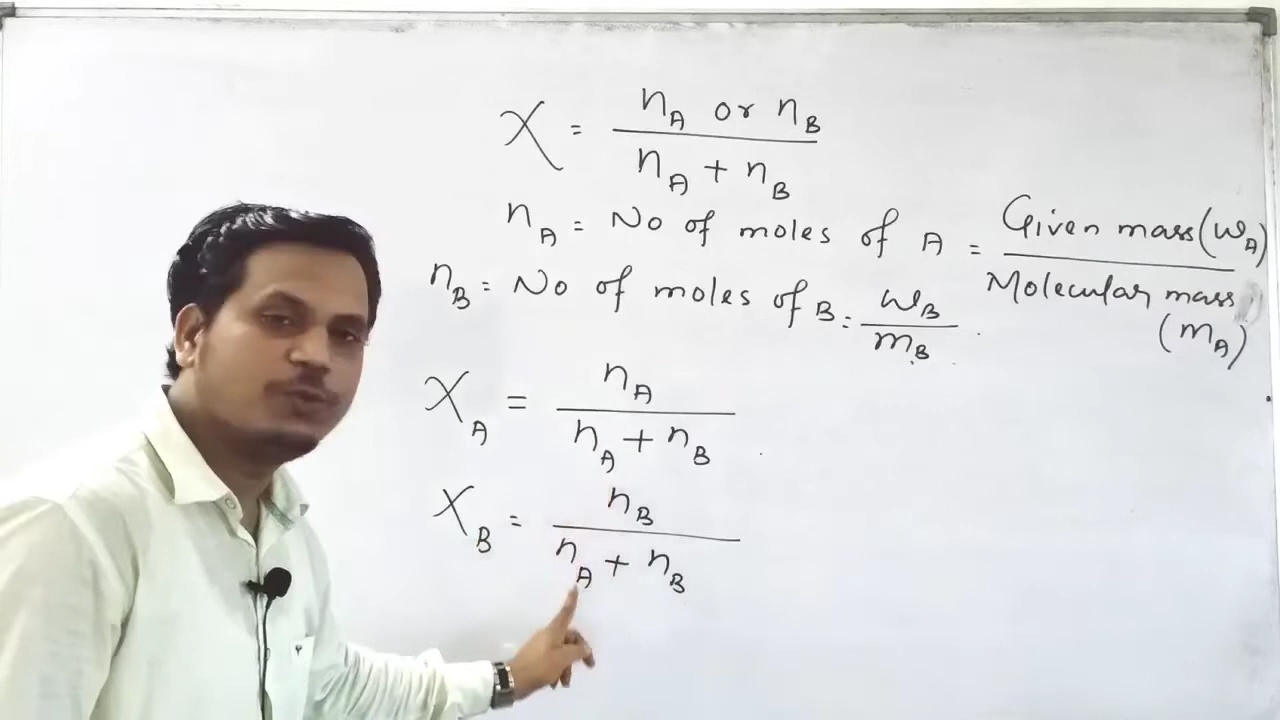 X = n_A or n_B / n_A + n_B
n_A = No of moles of A = Given mass (w_A) / Molecular mass (m_A)
n_B = No of moles of B = w_B / m_B
X_A = n_A / n_A + n_B
X_B = n_B / n_A + n_B